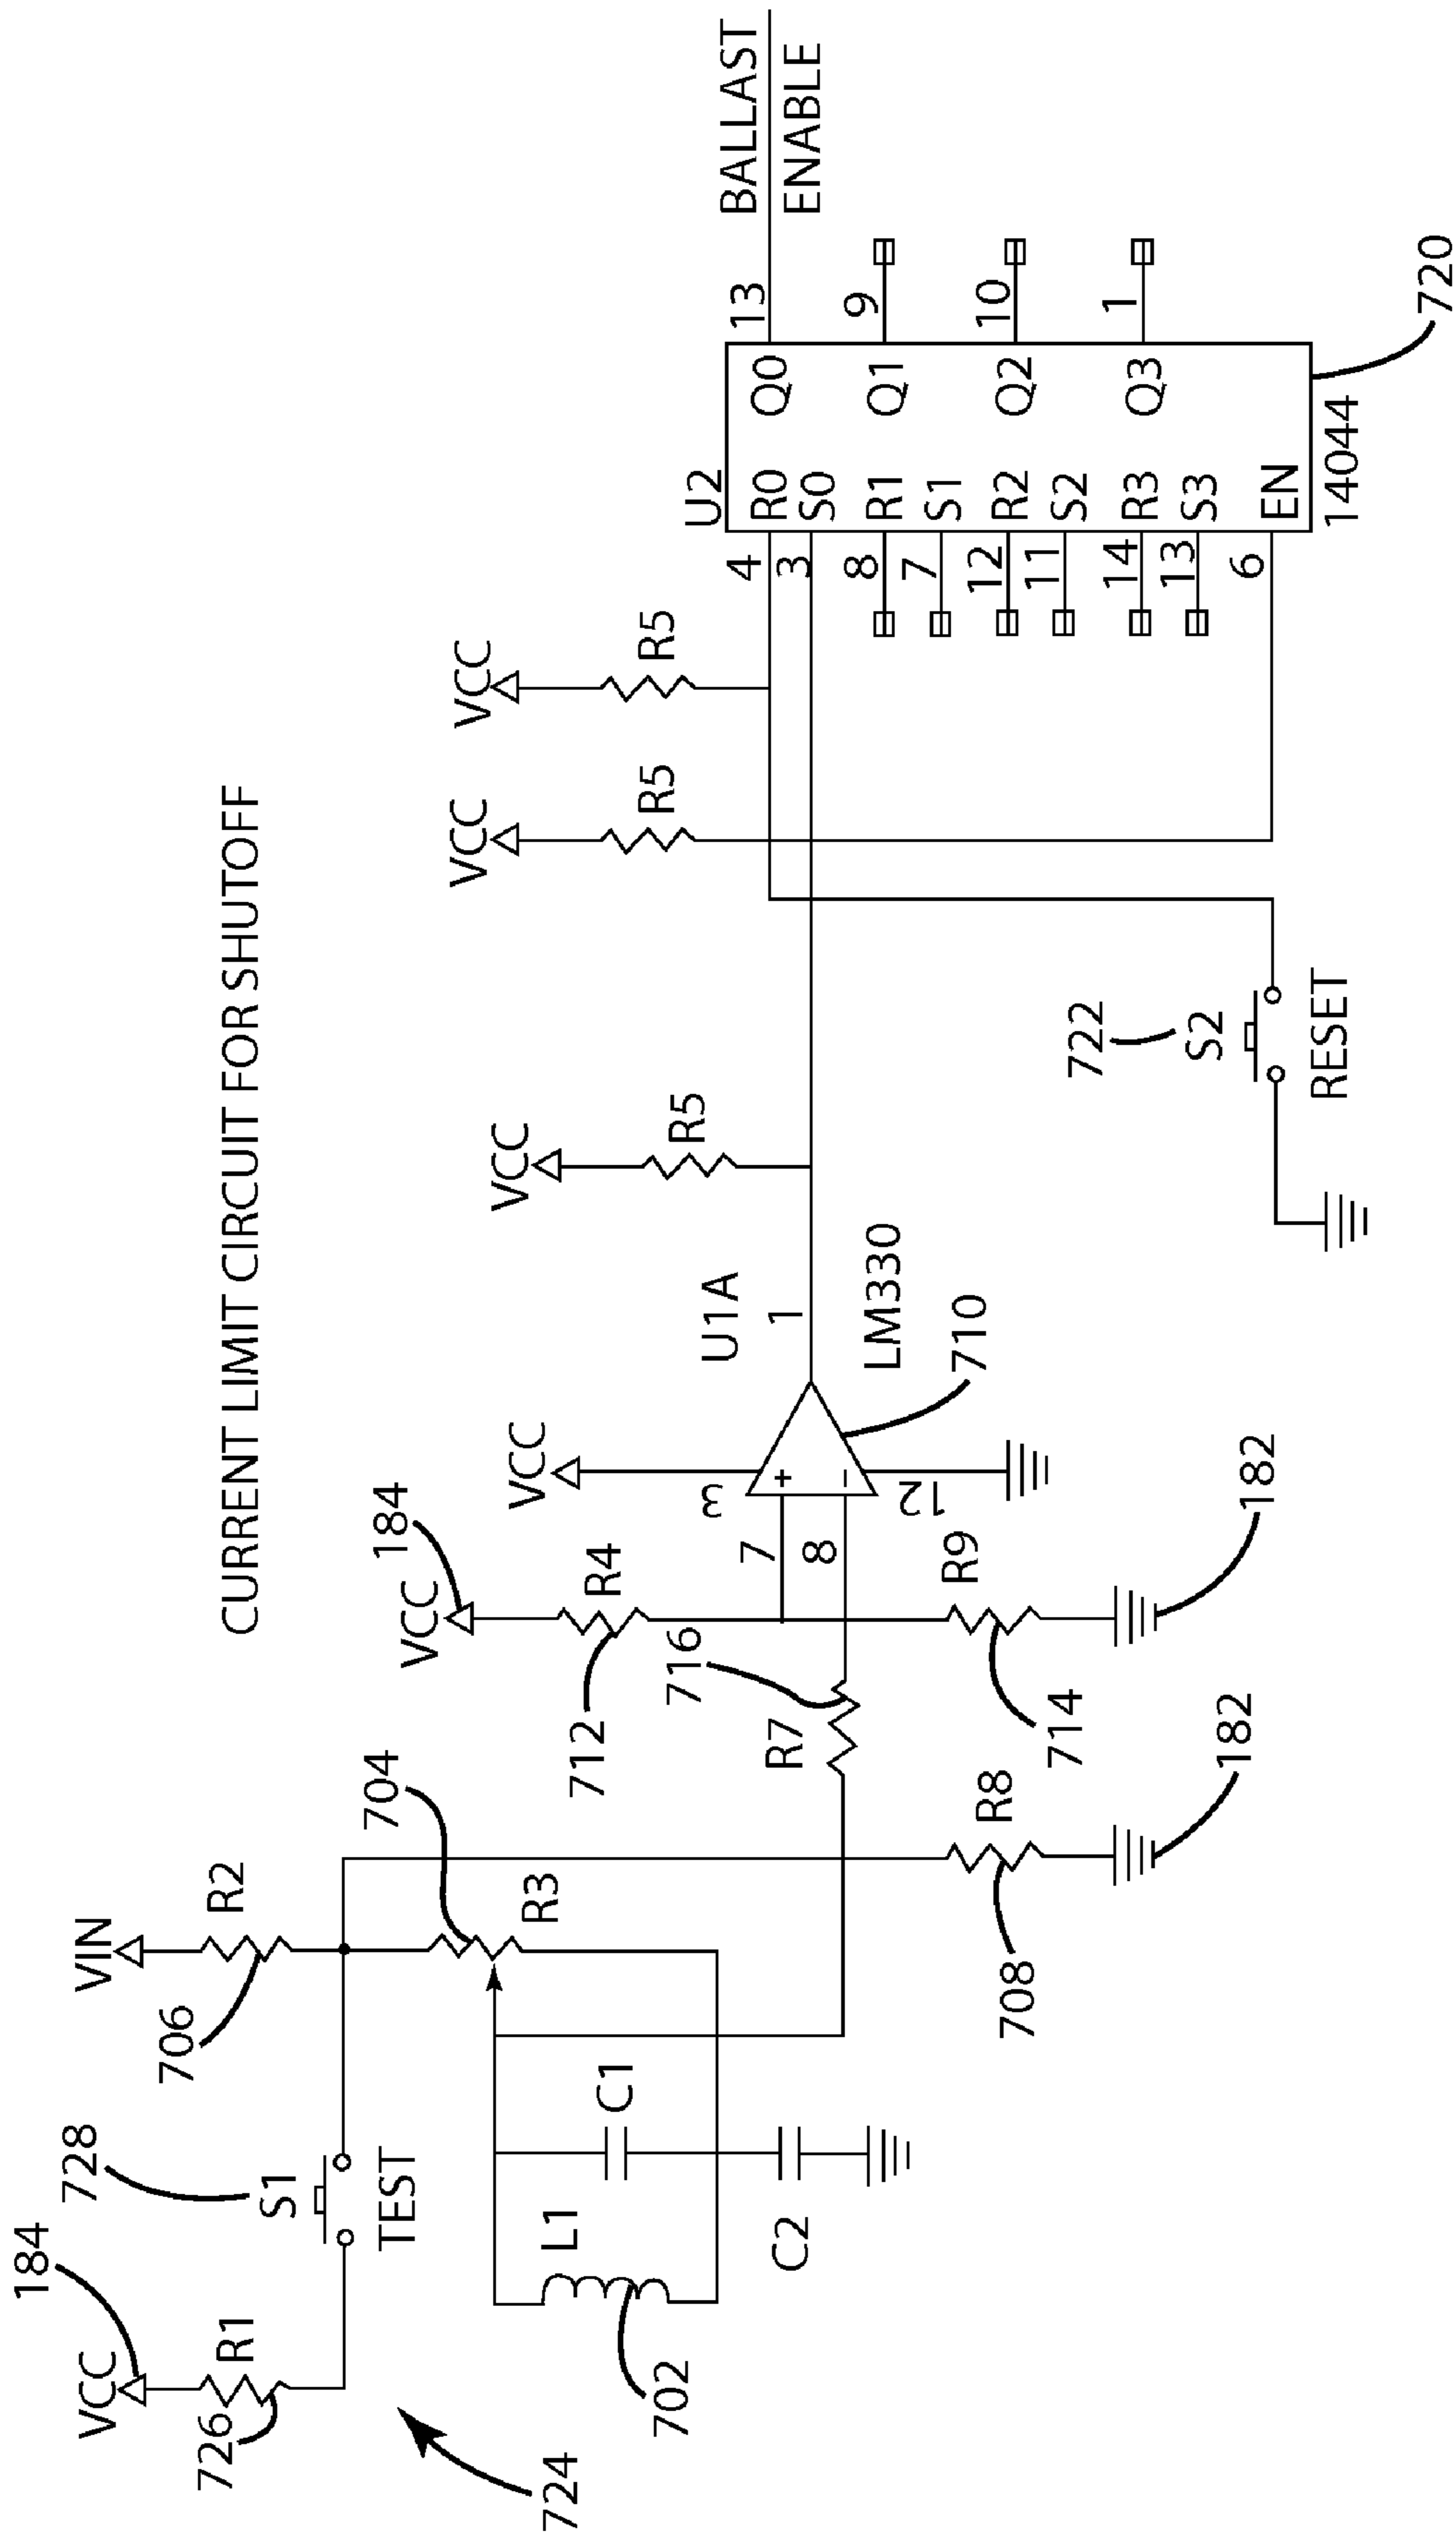 CURRENT LIMIT CIRCUIT FOR SHUTOFF
184
VCC
R1
726
724
728
S1
TEST
VIN
R2
706
704
R3
L1
702
C1
C2
R7
716
R8
708
182
184
VCC
R4
712
R9
714
182
VCC
3
7
8
+
−
12
U1A
1
LM330
710
VCC
R5
VCC
R5
VCC
R5
722
S2
RESET
U2
4 R0
3 S0
8 R1
7 S1
12 R2
11 S2
14 R3
13 S3
6 EN
Q0 13
Q1 9
Q2 10
Q3 1
14044
720
BALLAST
ENABLE